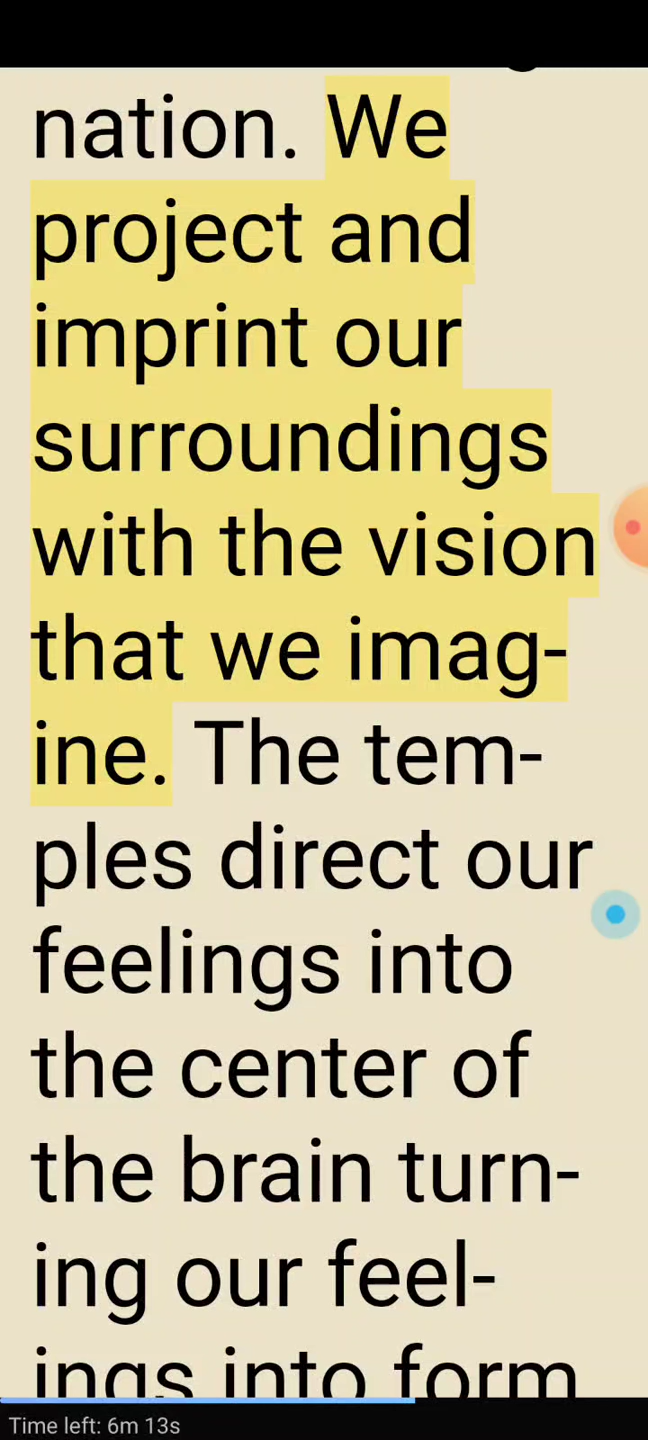 nation. We
project and
imprint our
surroundings
with the vision
that we imag-
ine. The tem-
ples direct our
feelings into
the center of
the brain turn-
ing our feel-
ings into form
Time left: 6m 13s